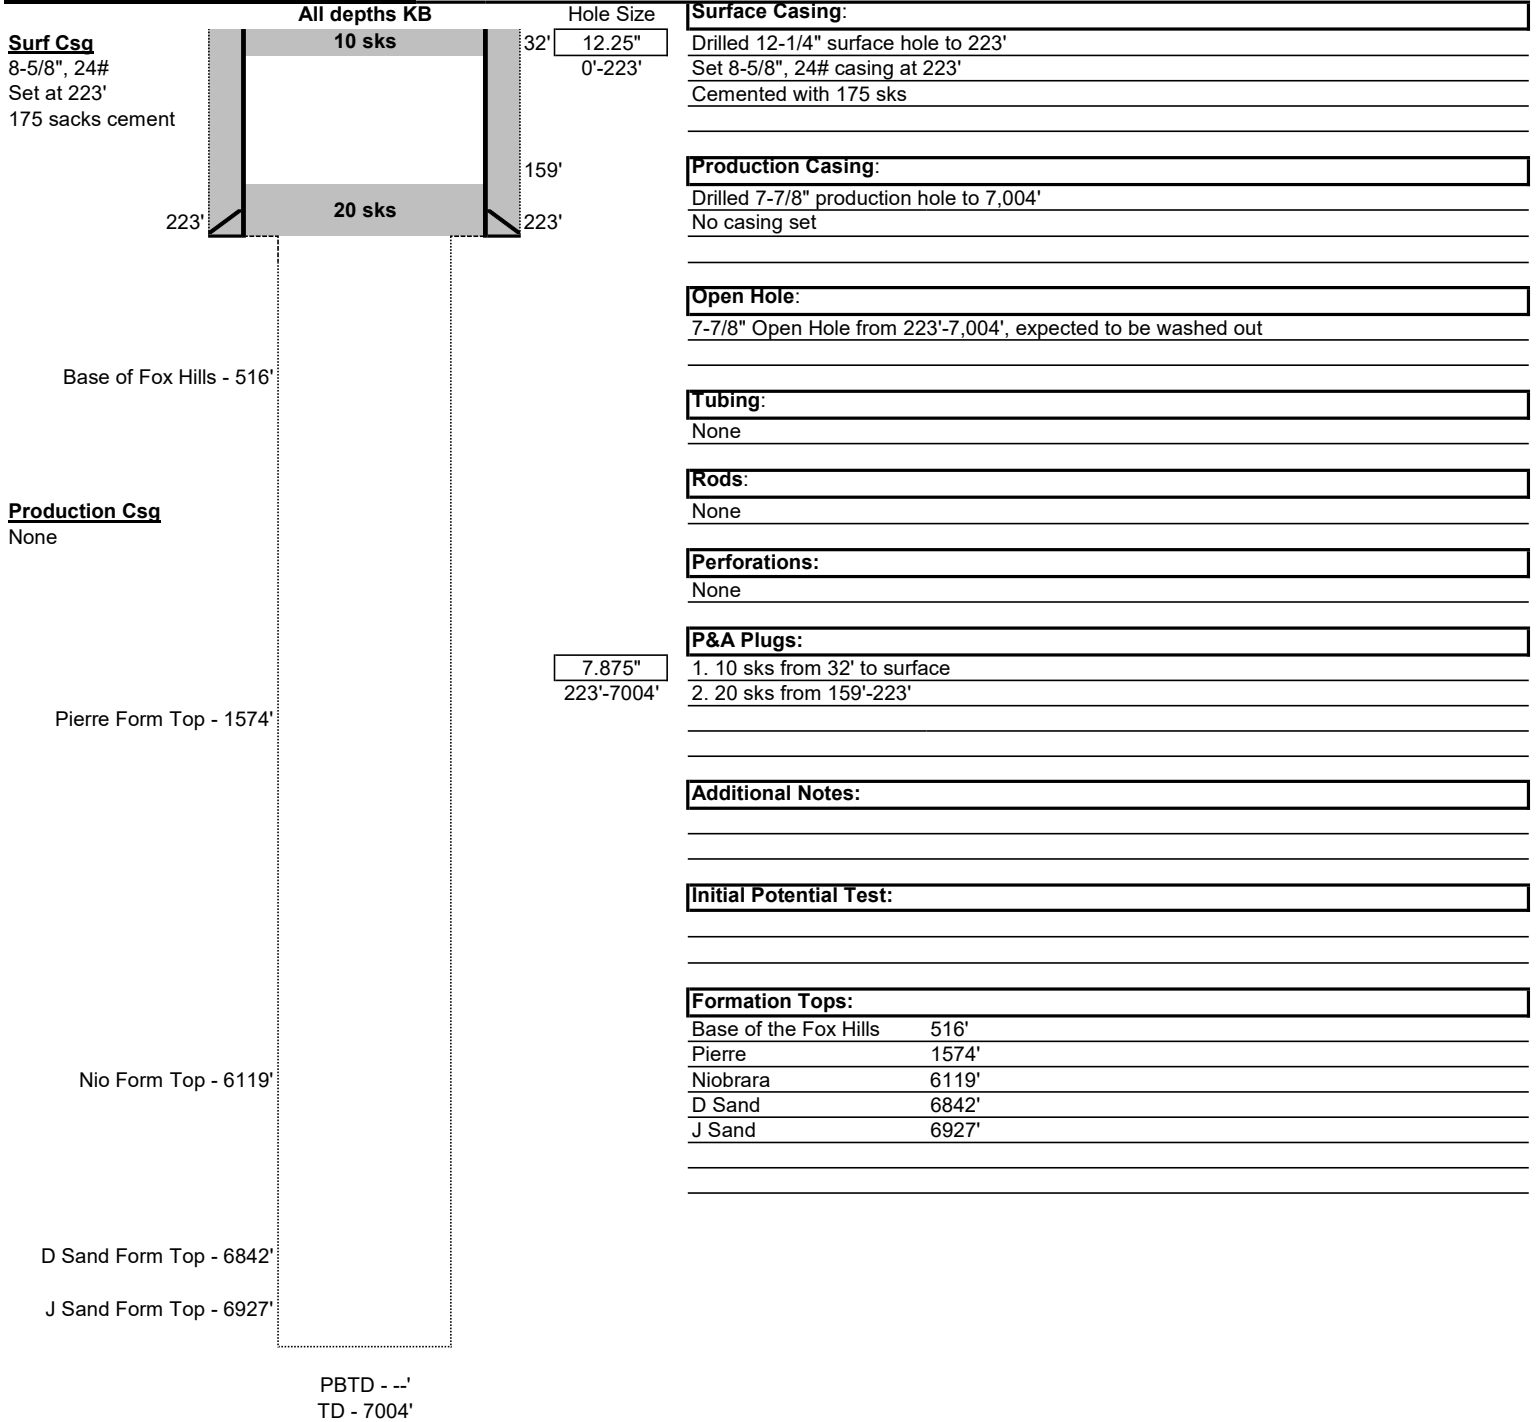 All depths KB
Hole Size
Surf Csg
8-5/8", 24#
Set at 223'
175 sacks cement
10 sks
32'
12.25"
0'-223'
159'
20 sks
223'
223'
Base of Fox Hills - 516'
Production Csg
None
7.875"
223'-7004'
Pierre Form Top - 1574'
Nio Form Top - 6119'
D Sand Form Top - 6842'
J Sand Form Top - 6927'
PBTD - --'
TD - 7004'
Surface Casing:
Drilled 12-1/4" surface hole to 223'
Set 8-5/8", 24# casing at 223'
Cemented with 175 sks
Production Casing:
Drilled 7-7/8" production hole to 7,004'
No casing set
Open Hole:
7-7/8" Open Hole from 223'-7,004', expected to be washed out
Tubing:
None
Rods:
None
Perforations:
None
P&A Plugs:
1. 10 sks from 32' to surface
2. 20 sks from 159'-223'
Additional Notes:
Initial Potential Test:
Formation Tops:
Base of the Fox Hills 516'
Pierre 1574'
Niobrara 6119'
D Sand 6842'
J Sand 6927'